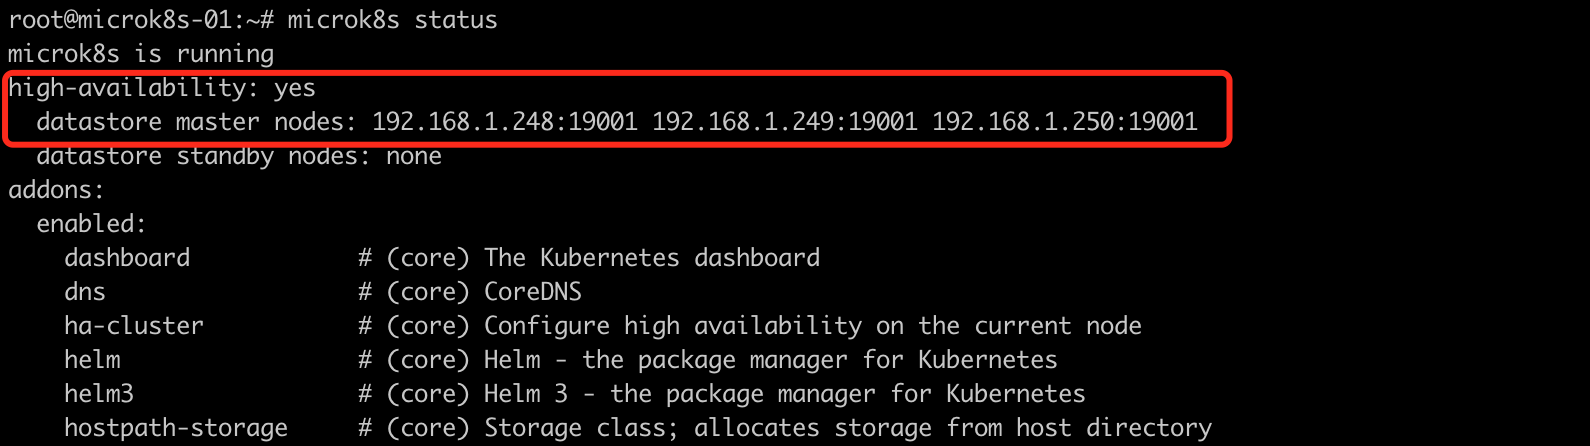 root@microk8s-01:~# microk8s status
microk8s is running
high-availability: yes
  datastore master nodes: 192.168.1.248:19001 192.168.1.249:19001 192.168.1.250:19001
  datastore standby nodes: none
addons:
  enabled:
    dashboard            # (core) The Kubernetes dashboard
    dns                  # (core) CoreDNS
    ha-cluster           # (core) Configure high availability on the current node
    helm                 # (core) Helm - the package manager for Kubernetes
    helm3                # (core) Helm 3 - the package manager for Kubernetes
    hostpath-storage     # (core) Storage class; allocates storage from host directory